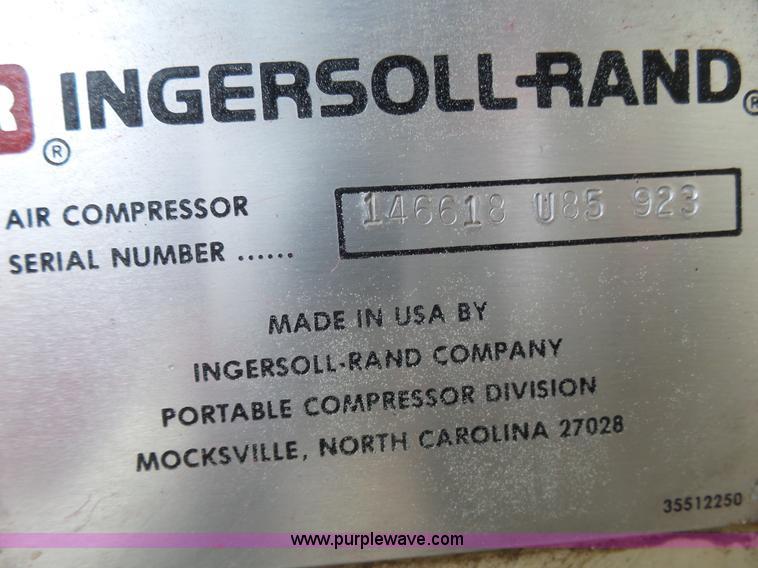 R INGERSOLL-RAND®
®
AIR COMPRESSOR
SERIAL NUMBER ......
146618 U85 923
MADE IN USA BY
INGERSOLL-RAND COMPANY
PORTABLE COMPRESSOR DIVISION
MOCKSVILLE, NORTH CAROLINA 27028
35512250
www.purplewave.com